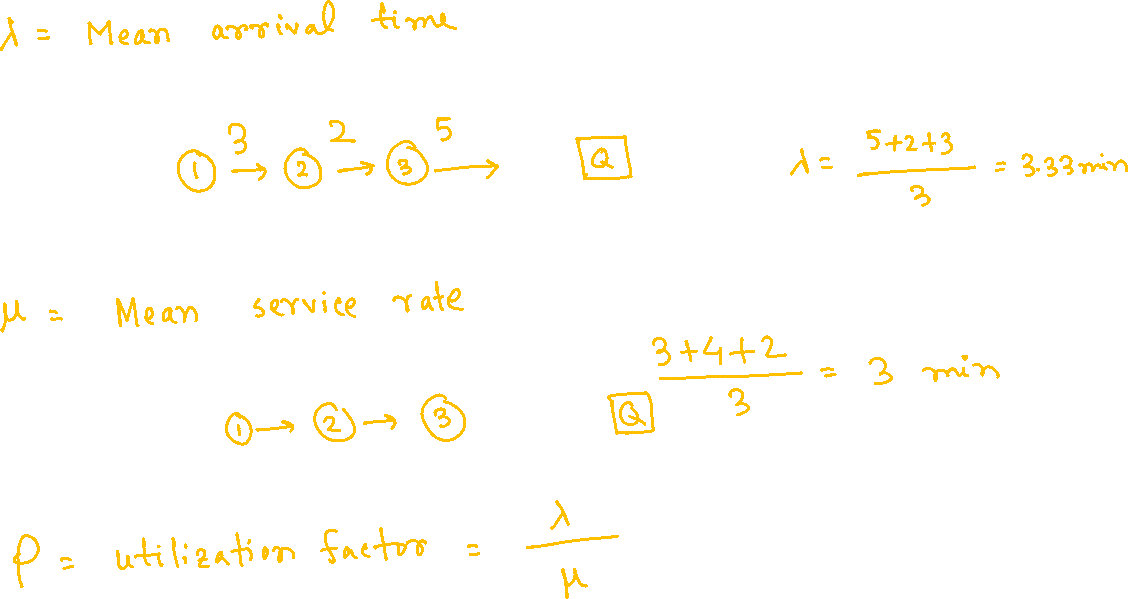 λ = Mean arrival time
① 3 → ② 2 → ③ 5 → Q λ = (5+2+3)/3 = 3.33 min
μ = Mean service rate
① → ② → ③ Q (3+4+2)/3 = 3 min
ρ = utilization factor = λ/μ